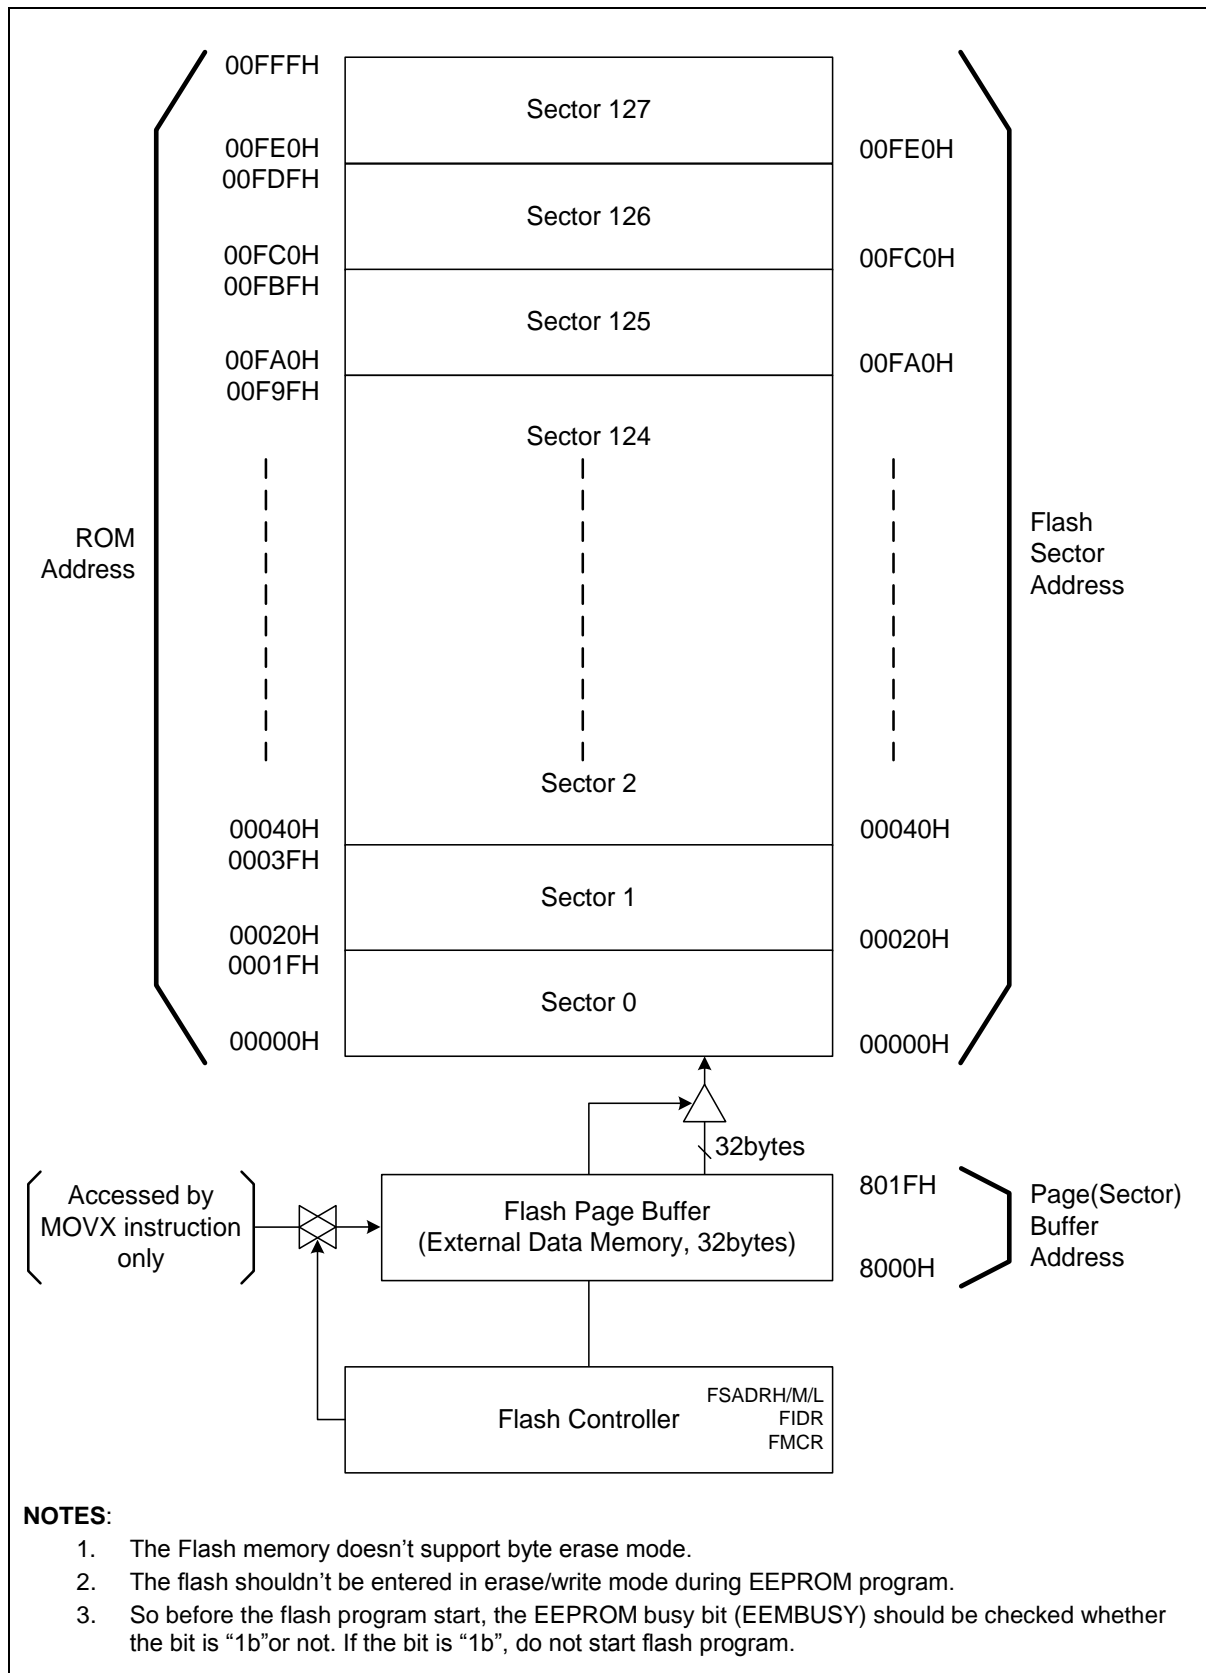 00FFFH
Sector 127
00FE0H
00FE0H
00FDFH
Sector 126
00FC0H
00FC0H
00FBFH
Sector 125
00FA0H
00FA0H
00F9FH
Sector 124
ROM
Address
Flash
Sector
Address
Sector 2
00040H
00040H
0003FH
Sector 1
00020H
00020H
0001FH
Sector 0
00000H
00000H
32bytes
Accessed by
MOVX instruction
only
Flash Page Buffer
(External Data Memory, 32bytes)
801FH
8000H
Page(Sector)
Buffer
Address
Flash Controller
FSADRH/M/L
FIDR
FMCR
NOTES:
1. The Flash memory doesn’t support byte erase mode.
2. The flash shouldn’t be entered in erase/write mode during EEPROM program.
3. So before the flash program start, the EEPROM busy bit (EEMBUSY) should be checked whether
the bit is “1b”or not. If the bit is “1b”, do not start flash program.